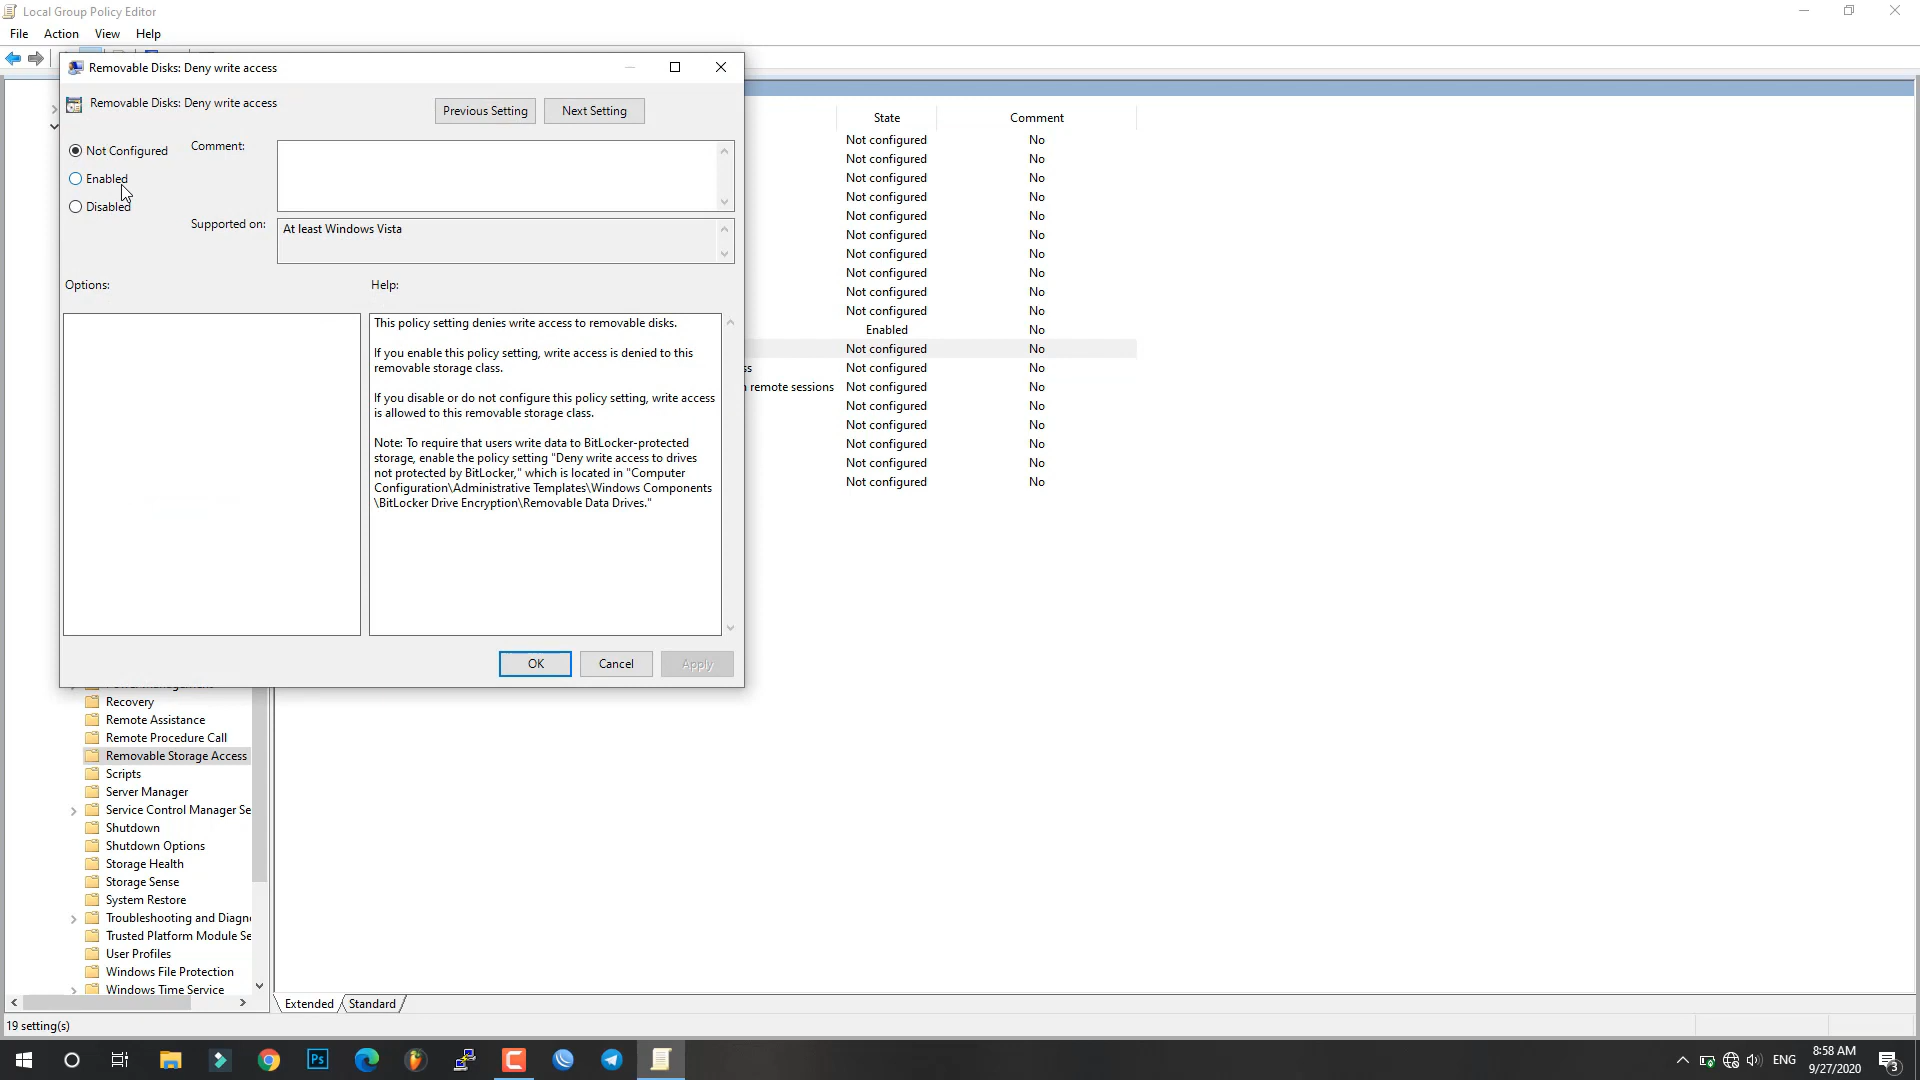 Local Group Policy Editor
File Action View Help
Removable Disks: Deny write access
Removable Disks: Deny write access
Previous Setting Next Setting
Not Configured
Enabled
Disabled
Comment:
Supported on:
At least Windows Vista
Options:
Help:
This policy setting denies write access to removable disks.
If you enable this policy setting, write access is denied to this
removable storage class.
If you disable or do not configure this policy setting, write access
is allowed to this removable storage class.
Note: To require that users write data to BitLocker-protected
storage, enable the policy setting "Deny write access to drives
not protected by BitLocker," which is located in "Computer
Configuration\Administrative Templates\Windows Components
\BitLocker Drive Encryption\Removable Data Drives."
OK Cancel Apply
State Comment
Not configured No
Not configured No
Not configured No
Not configured No
Not configured No
Not configured No
Not configured No
Not configured No
Not configured No
Not configured No
Enabled No
Not configured No
ss Not configured No
remote sessions Not configured No
Not configured No
Not configured No
Not configured No
Not configured No
Not configured No
Recovery
Remote Assistance
Remote Procedure Call
Removable Storage Access
Scripts
Server Manager
Service Control Manager Se
Shutdown
Shutdown Options
Storage Health
Storage Sense
System Restore
Troubleshooting and Diagn
Trusted Platform Module Se
User Profiles
Windows File Protection
Windows Time Service
Extended Standard
19 setting(s)
Ps
ENG
8:58 AM
9/27/2020
3